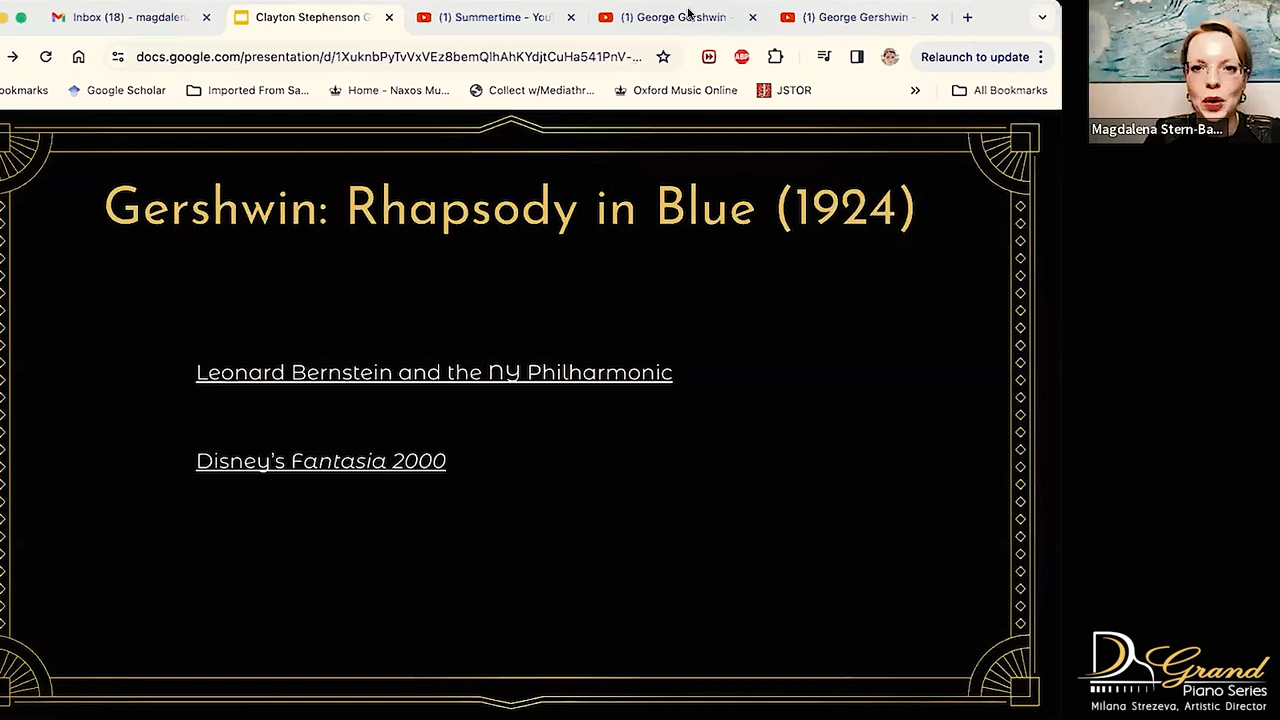 Inbox (18) - magdalen
Clayton Stephenson G
(1) Summertime - You
(1) George Gershwin -
(1) George Gershwin -
docs.google.com/presentation/d/1XuknbPyTvVxVEz8bemQlhAhKYdjtCuHa541PnV-...
ABP
Relaunch to update
ookmarks
Google Scholar
Imported From Sa...
Home - Naxos Mu...
Collect w/Mediathr...
Oxford Music Online
JSTOR
All Bookmarks
Magdalena Stern-Ba...
Gershwin: Rhapsody in Blue (1924)
Leonard Bernstein and the NY Philharmonic
Disney's Fantasia 2000
Grand
Piano Series
Milana Strezeva, Artistic Director